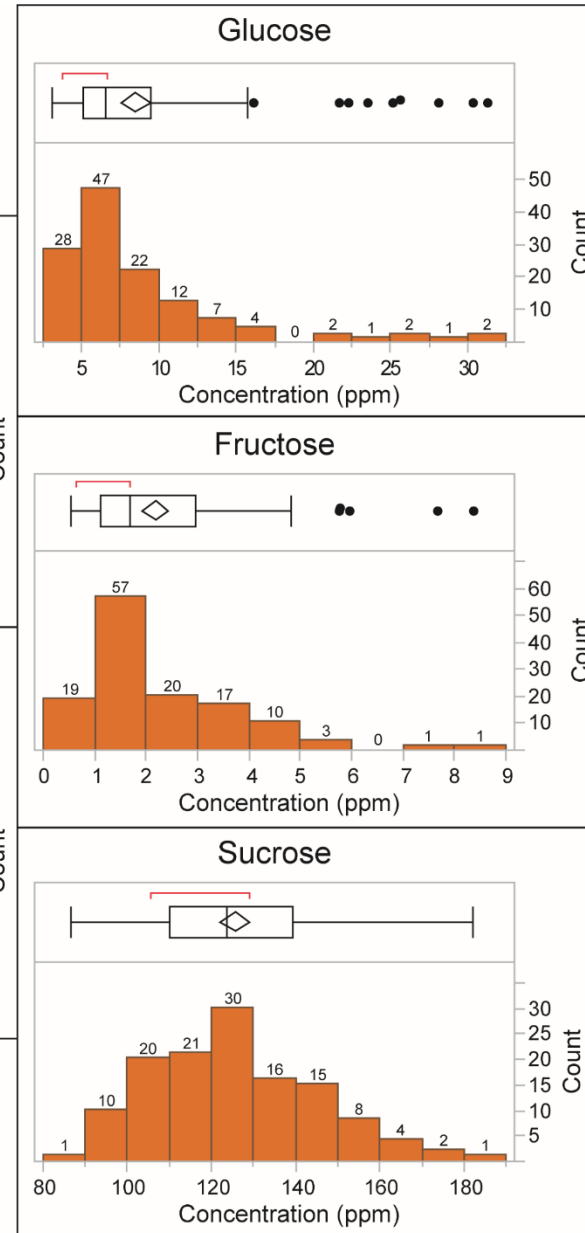 Glucose
50
40
30
20
10
Count
28 47 22 12 7 4 0 2 1 2 1 2
5 10 15 20 25 30
Concentration (ppm)
Count
Fructose
60
50
40
30
20
10
Count
19 57 20 17 10 3 0 1 1
0 1 2 3 4 5 6 7 8 9
Concentration (ppm)
Count
Sucrose
30
25
20
15
10
5
Count
1 10 20 21 30 16 15 8 4 2 1
80 100 120 140 160 180
Concentration (ppm)